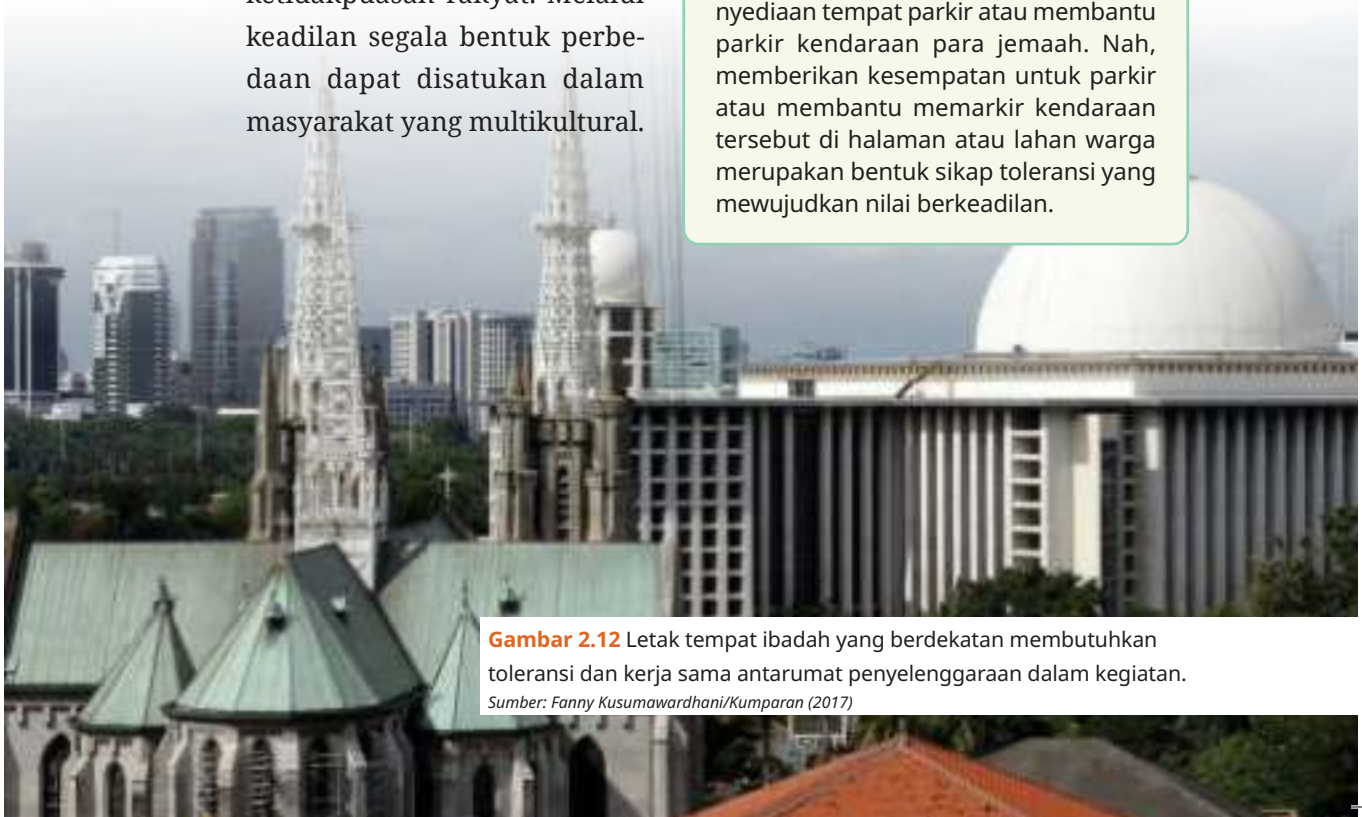 ketidakpuasan rakyat. Melalui
keadilan segala bentuk perbe-
daan dapat disatukan dalam
masyarakat yang multikultural.
nyediaan tempat parkir atau membantu
parkir kendaraan para jemaah. Nah,
memberikan kesempatan untuk parkir
atau membantu memarkir kendaraan
tersebut di halaman atau lahan warga
merupakan bentuk sikap toleransi yang
mewujudkan nilai berkeadilan.
Gambar 2.12 Letak tempat ibadah yang berdekatan membutuhkan
toleransi dan kerja sama antarumat penyelenggaraan dalam kegiatan.
Sumber: Fanny Kusumawardhani/Kumparan (2017)